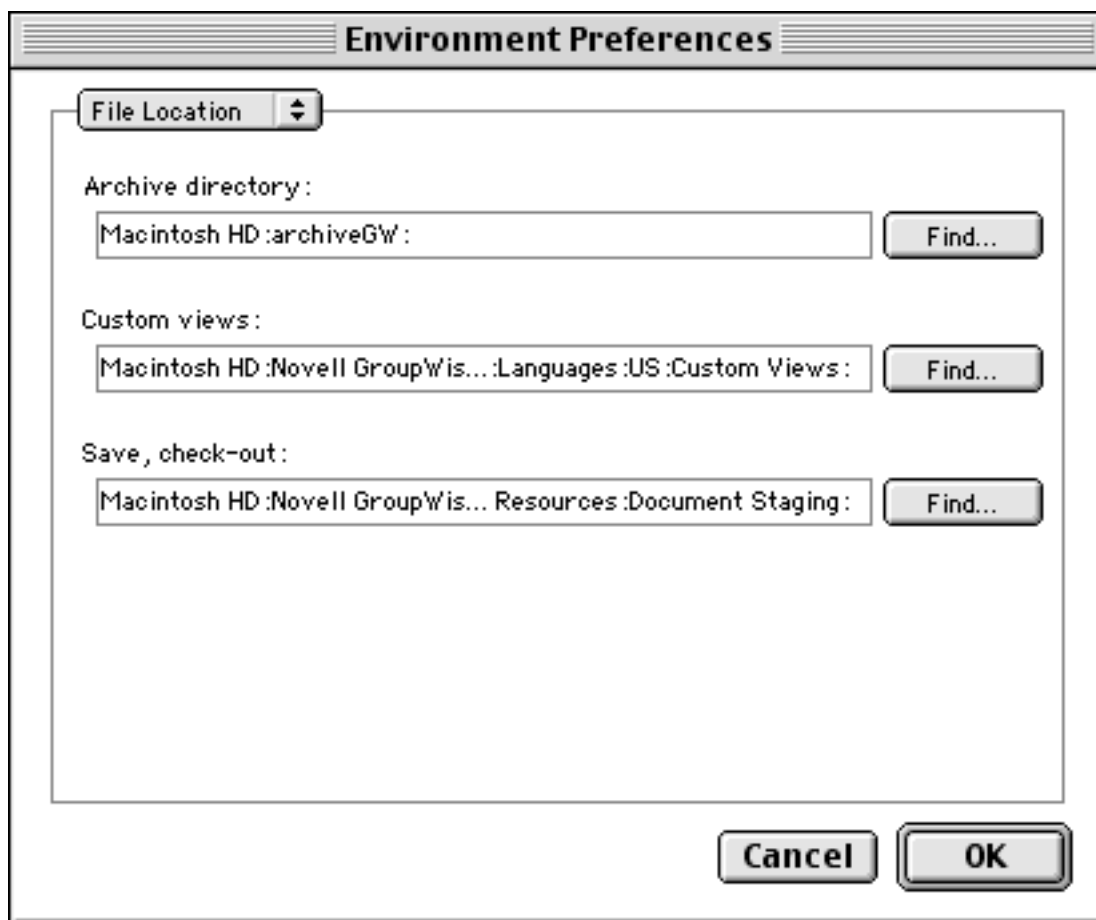 Environment Preferences
File Location
Archive directory:
Macintosh HD:archiveGW: Find...
Custom views:
Macintosh HD:Novell GroupWis...:Languages:US:Custom Views: Find...
Save, check-out:
Macintosh HD:Novell GroupWis... Resources:Document Staging: Find...
Cancel OK